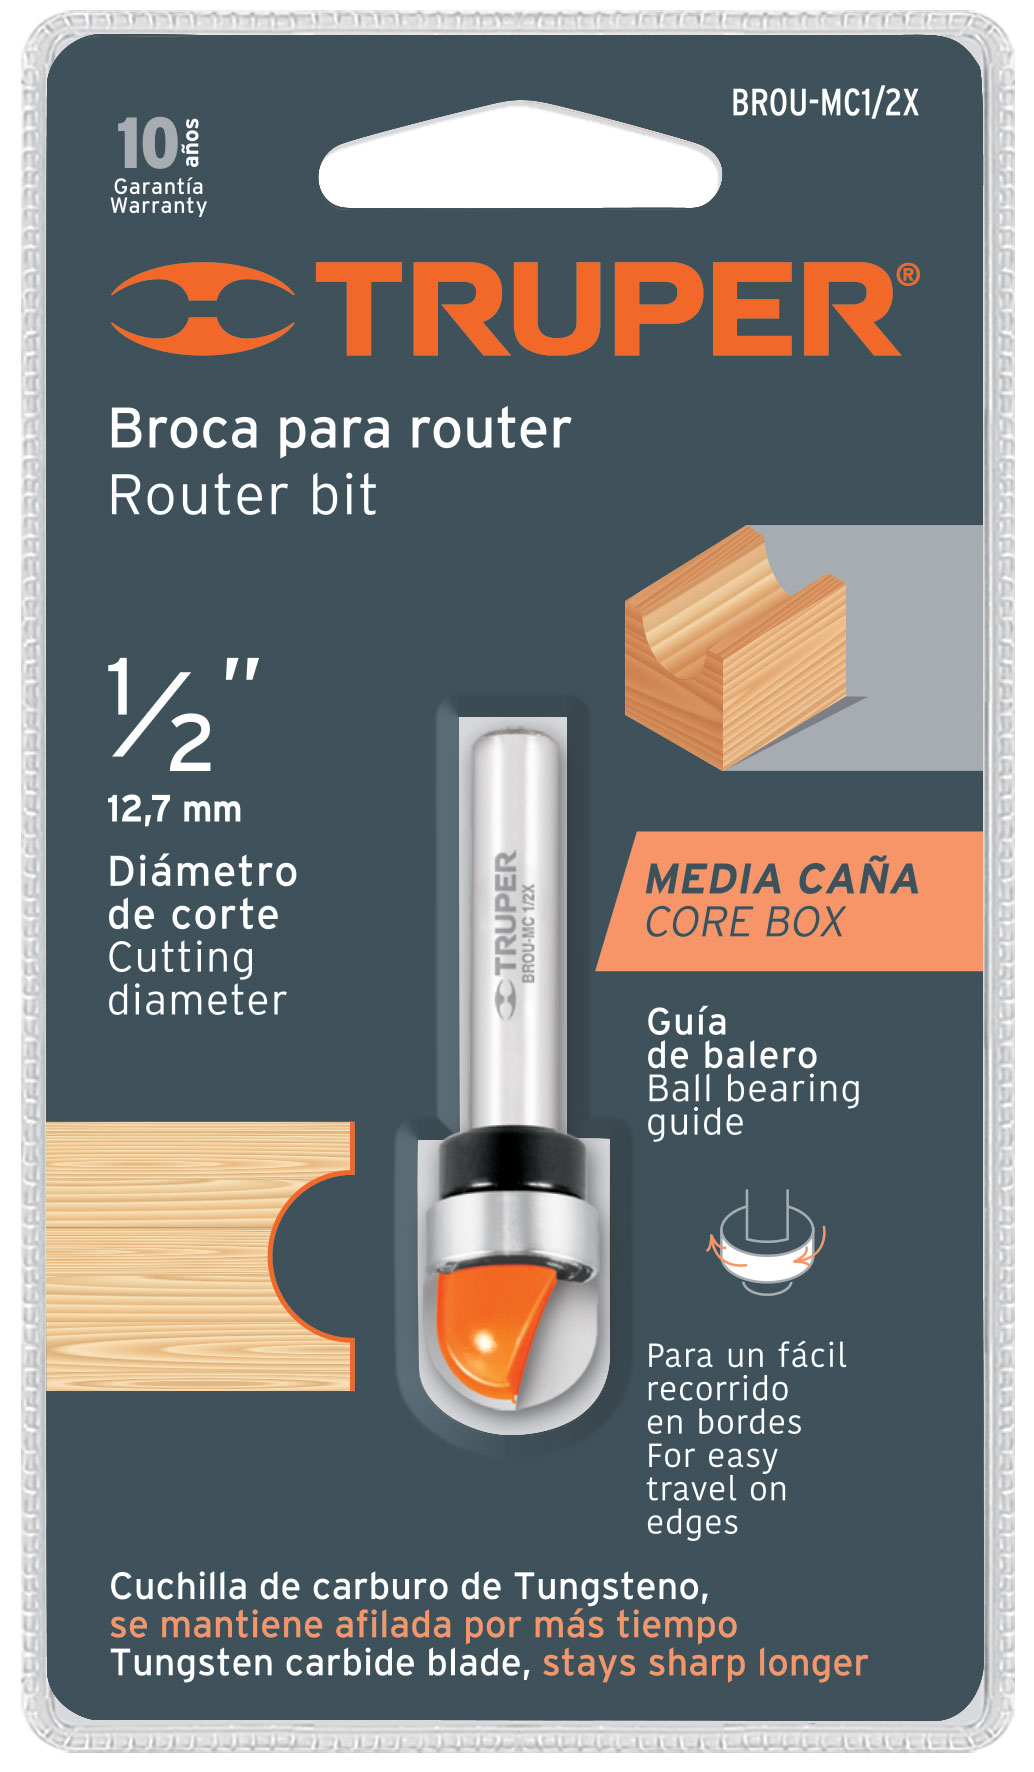 BROU-MC1/2X
10 años
Garantía
Warranty
TRUPER®
Broca para router
Router bit
1/2"
12,7 mm
Diámetro
de corte
Cutting
diameter
TRUPER
BROU-MC 1/2X
MEDIA CAÑA
CORE BOX
Guía
de balero
Ball bearing
guide
Para un fácil
recorrido
en bordes
For easy
travel on
edges
Cuchilla de carburo de Tungsteno,
se mantiene afilada por más tiempo
Tungsten carbide blade, stays sharp longer